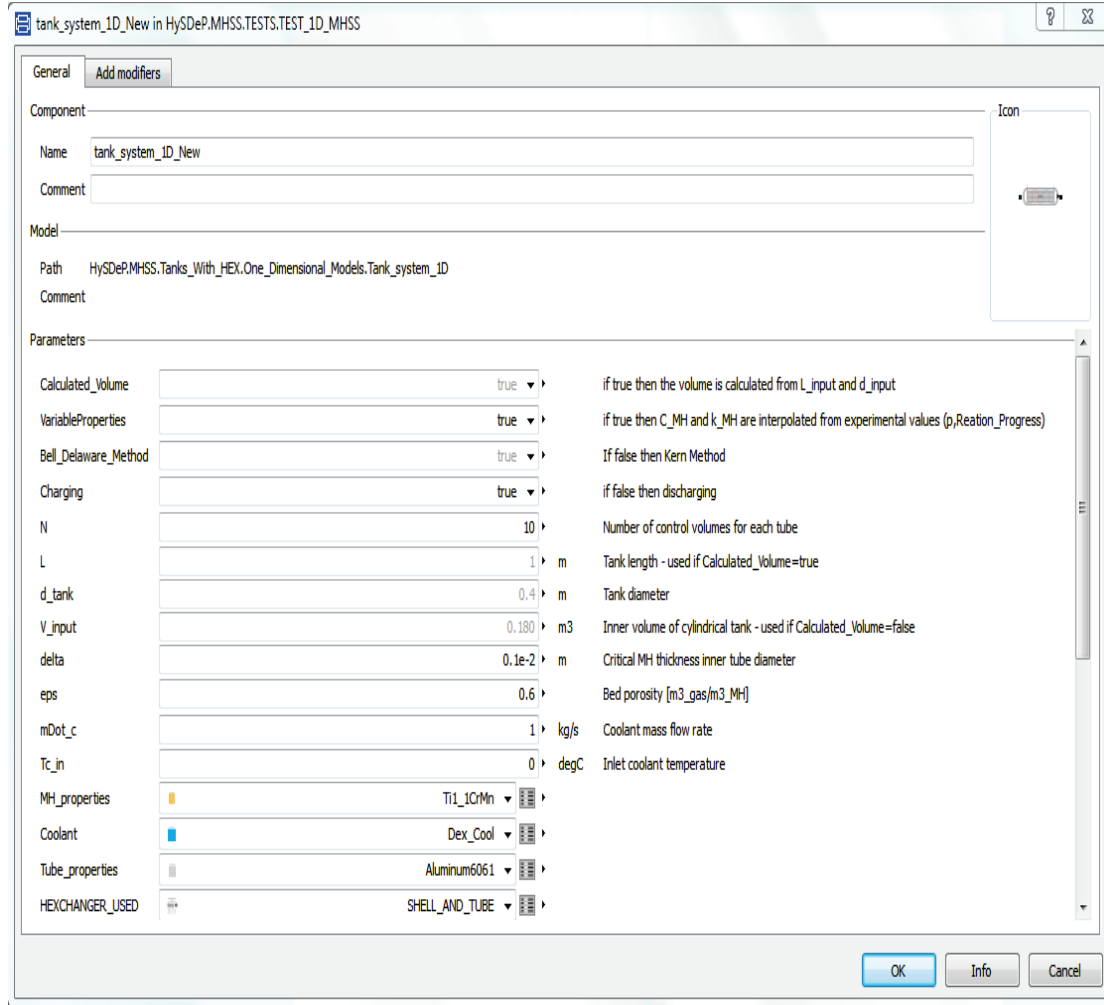 tank_system_1D_New in HySDeP.MHSS.TESTS.TEST_1D_MHSS
General Add modifiers
Component Icon
Name tank_system_1D_New
Comment
Model
Path HySDeP.MHSS.Tanks_With_HEX.One_Dimensional_Models.Tank_system_1D
Comment
Parameters
Calculated_Volume true if true then the volume is calculated from L_input and d_input
VariableProperties true if true then C_MH and k_MH are interpolated from experimental values (p,Reation_Progress)
Bell_Delaware_Method true If false then Kern Method
Charging true if false then discharging
N 10 Number of control volumes for each tube
L 1 m Tank length - used if Calculated_Volume=true
d_tank 0.4 m Tank diameter
V_input 0.180 m3 Inner volume of cylindrical tank - used if Calculated_Volume=false
delta 0.1e-2 m Critical MH thickness inner tube diameter
eps 0.6 Bed porosity [m3_gas/m3_MH]
mDot_c 1 kg/s Coolant mass flow rate
Tc_in 0 degC Inlet coolant temperature
MH_properties Ti1_1CrMn
Coolant Dex_Cool
Tube_properties Aluminum6061
HEXCHANGER_USED SHELL_AND_TUBE
OK Info Cancel